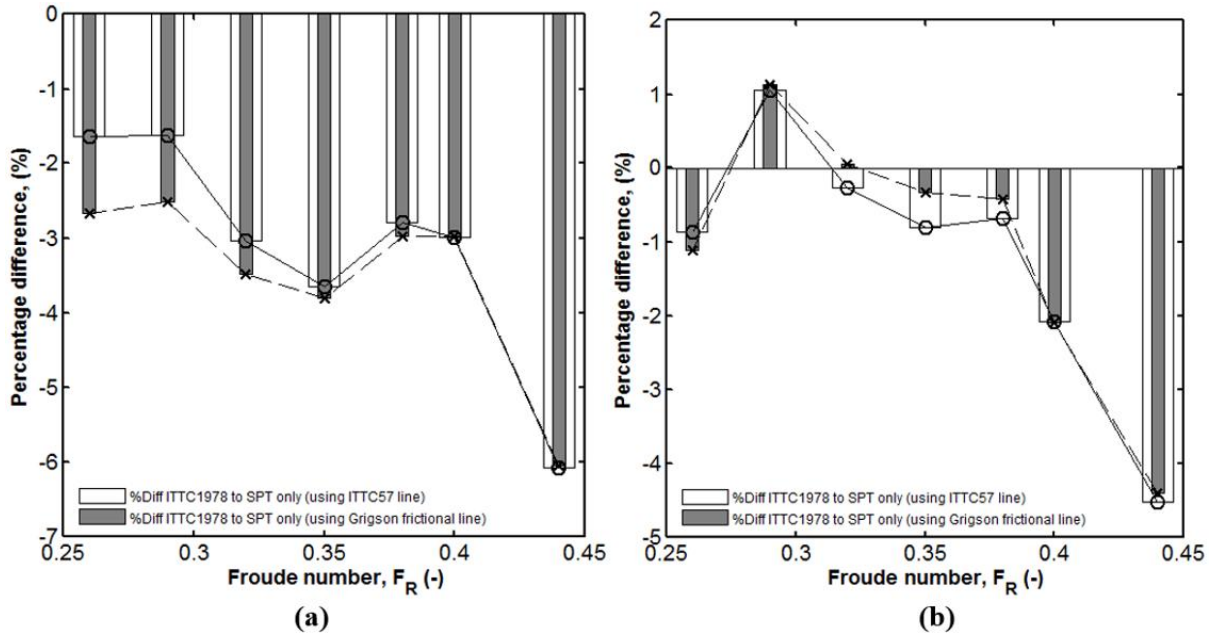 0
-1
-2
-3
-4
-5
-6
-7
Percentage difference, (%)
%Diff ITTC1978 to SPT only (using ITTC57 line)
%Diff ITTC1978 to SPT only (using Grigson frictional line)
0.25 0.3 0.35 0.4 0.45
Froude number, F_R (-)
(a)
2
1
0
-1
-2
-3
-4
-5
Percentage difference, (%)
%Diff ITTC1978 to SPT only (using ITTC57 line)
%Diff ITTC1978 to SPT only (using Grigson frictional line)
0.25 0.3 0.35 0.4 0.45
Froude number, F_R (-)
(b)